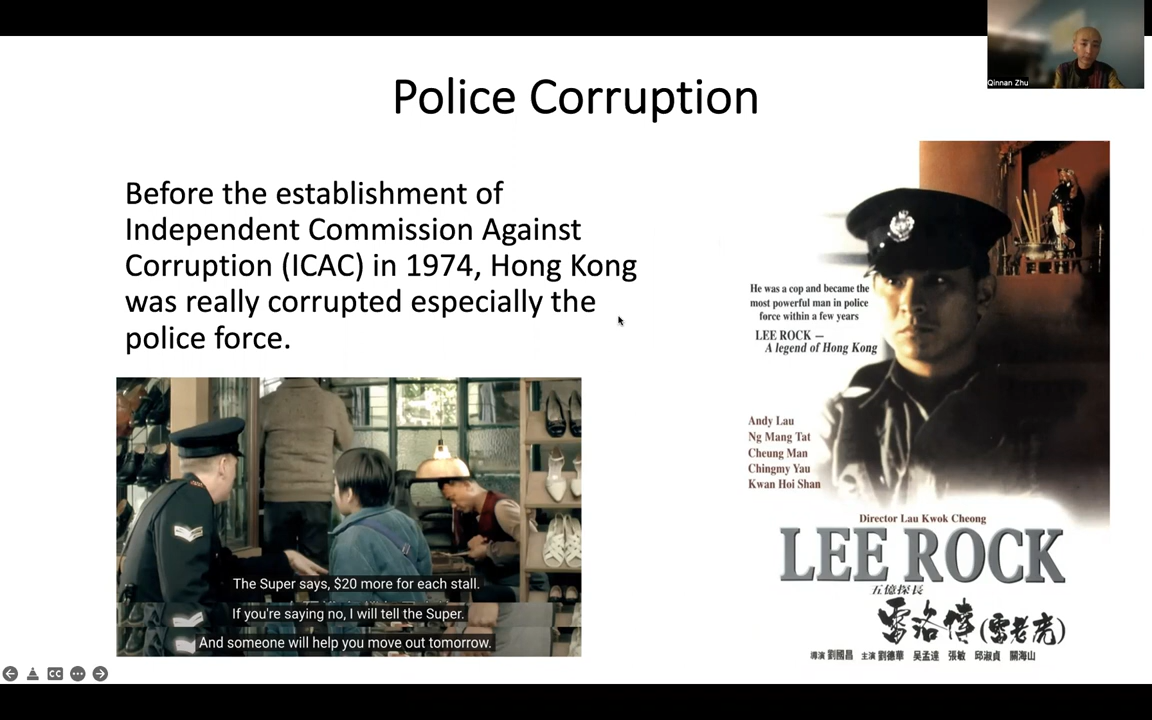 Qinnan Zhu
Police Corruption
Before the establishment of
Independent Commission Against
Corruption (ICAC) in 1974, Hong Kong
was really corrupted especially the
police force.
The Super says, $20 more for each stall.
If you're saying no, I will tell the Super.
And someone will help you move out tomorrow.
He was a cop and became the
most powerful man in police
force within a few years
LEE ROCK —
A legend of Hong Kong
Andy Lau
Ng Mang Tat
Cheung Man
Chingmy Yau
Kwan Hoi Shan
Director Lau Kwok Cheong
LEE ROCK
五億探長
雷洛傳(雷老虎)
導演 劉國昌 主演 劉德華 吳孟達 張敏 邱淑貞 關海山
CC